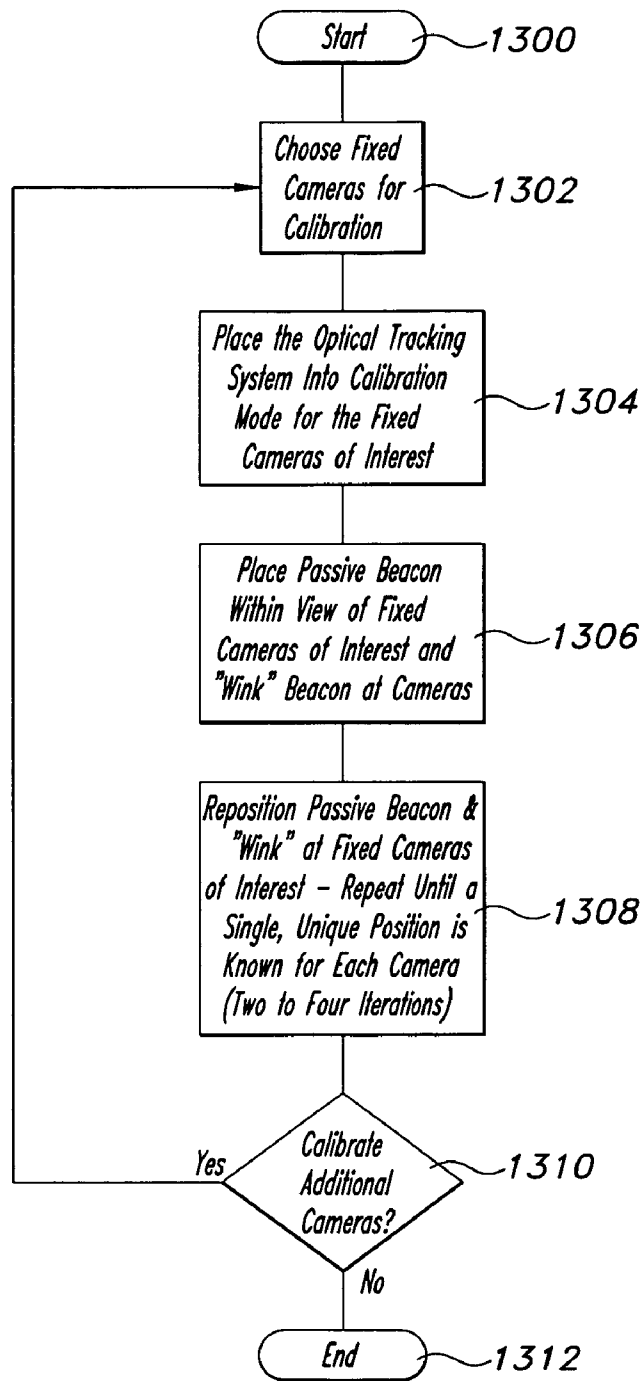 Start
1300
Choose Fixed
Cameras for
Calibration
1302
Place the Optical Tracking
System Into Calibration
Mode for the Fixed
Cameras of Interest
1304
Place Passive Beacon
Within View of Fixed
Cameras of Interest and
"Wink" Beacon at Cameras
1306
Reposition Passive Beacon &
"Wink" at Fixed Cameras
of Interest – Repeat Until a
Single, Unique Position is
Known for Each Camera
(Two to Four Iterations)
1308
Yes
Calibrate
Additional
Cameras?
1310
No
End
1312